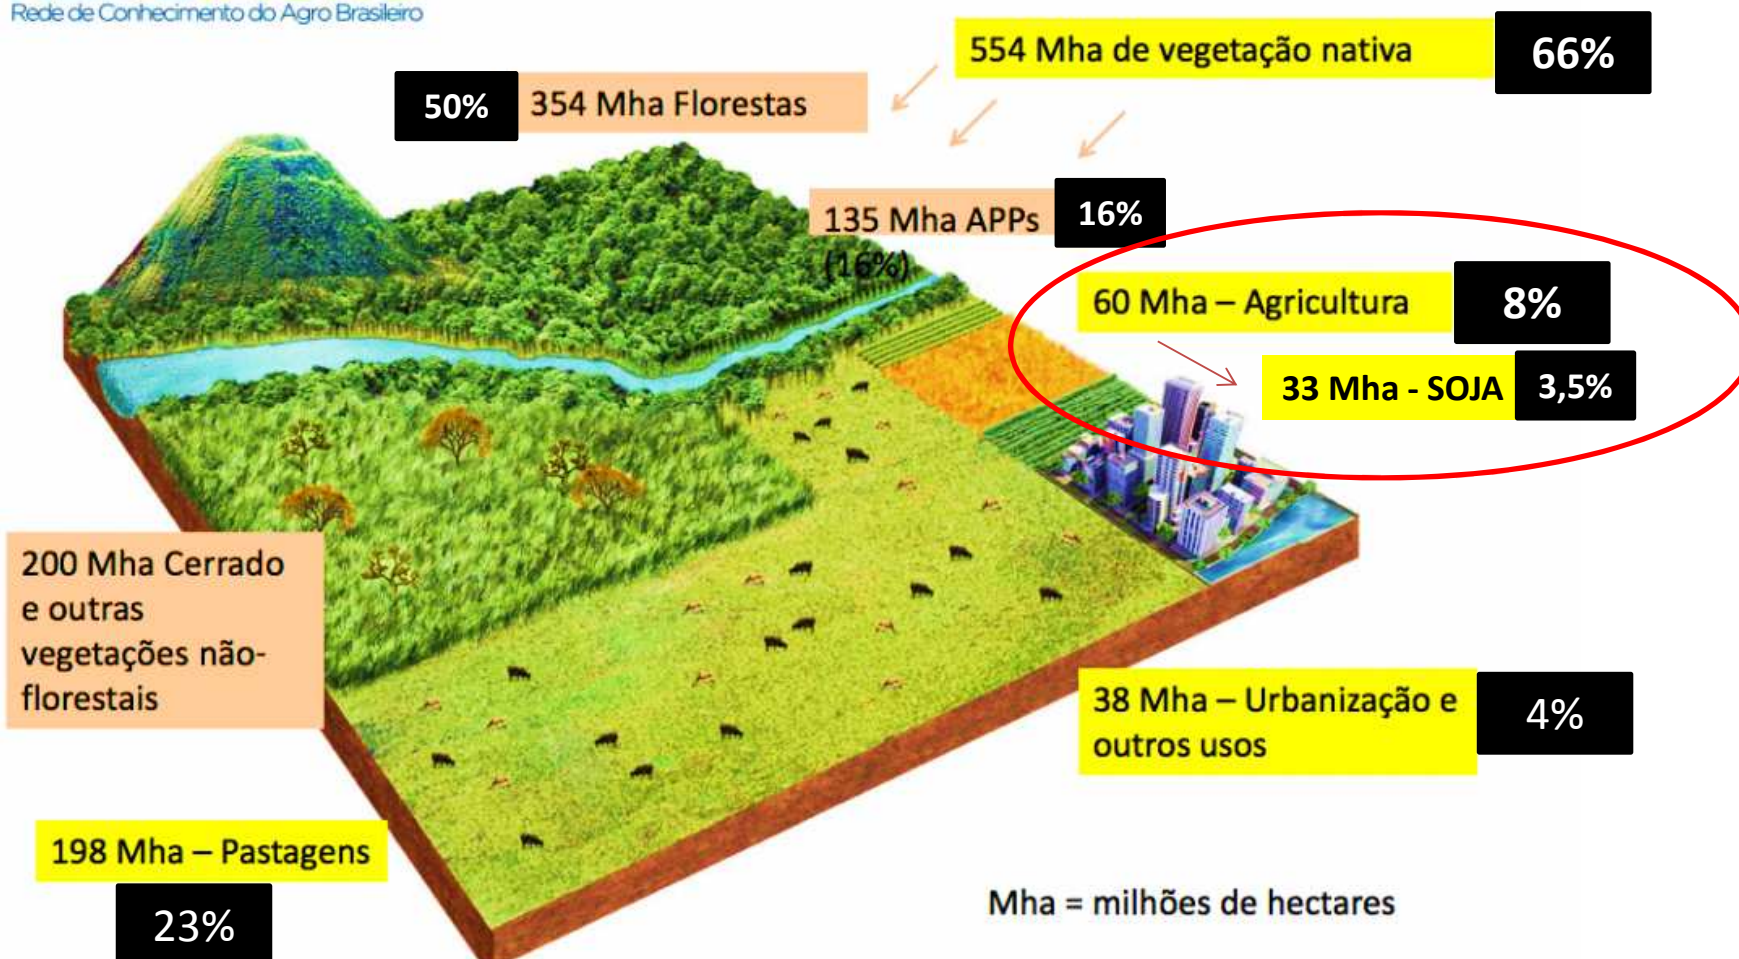 Rede de Conhecimento do Agro Brasileiro
554 Mha de vegetação nativa
66%
50%
354 Mha Florestas
135 Mha APPs
(16%)
16%
60 Mha – Agricultura
8%
33 Mha - SOJA
3,5%
200 Mha Cerrado
e outras
vegetações não-
florestais
38 Mha – Urbanização e
outros usos
4%
198 Mha – Pastagens
23%
Mha = milhões de hectares